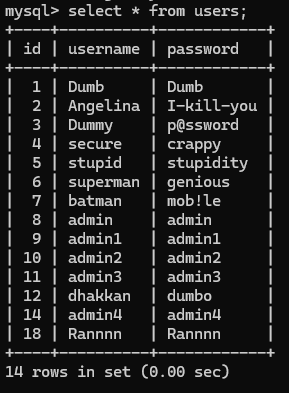 mysql> select * from users;
+----+----------+------------+
| id | username | password   |
+----+----------+------------+
|  1 | Dumb     | Dumb       |
|  2 | Angelina | I-kill-you |
|  3 | Dummy    | p@ssword   |
|  4 | secure   | crappy     |
|  5 | stupid   | stupidity  |
|  6 | superman | genious    |
|  7 | batman   | mob!le     |
|  8 | admin    | admin      |
|  9 | admin1   | admin1     |
| 10 | admin2   | admin2     |
| 11 | admin3   | admin3     |
| 12 | dhakkan  | dumbo      |
| 14 | admin4   | admin4     |
| 18 | Rannnn   | Rannnn     |
+----+----------+------------+
14 rows in set (0.00 sec)